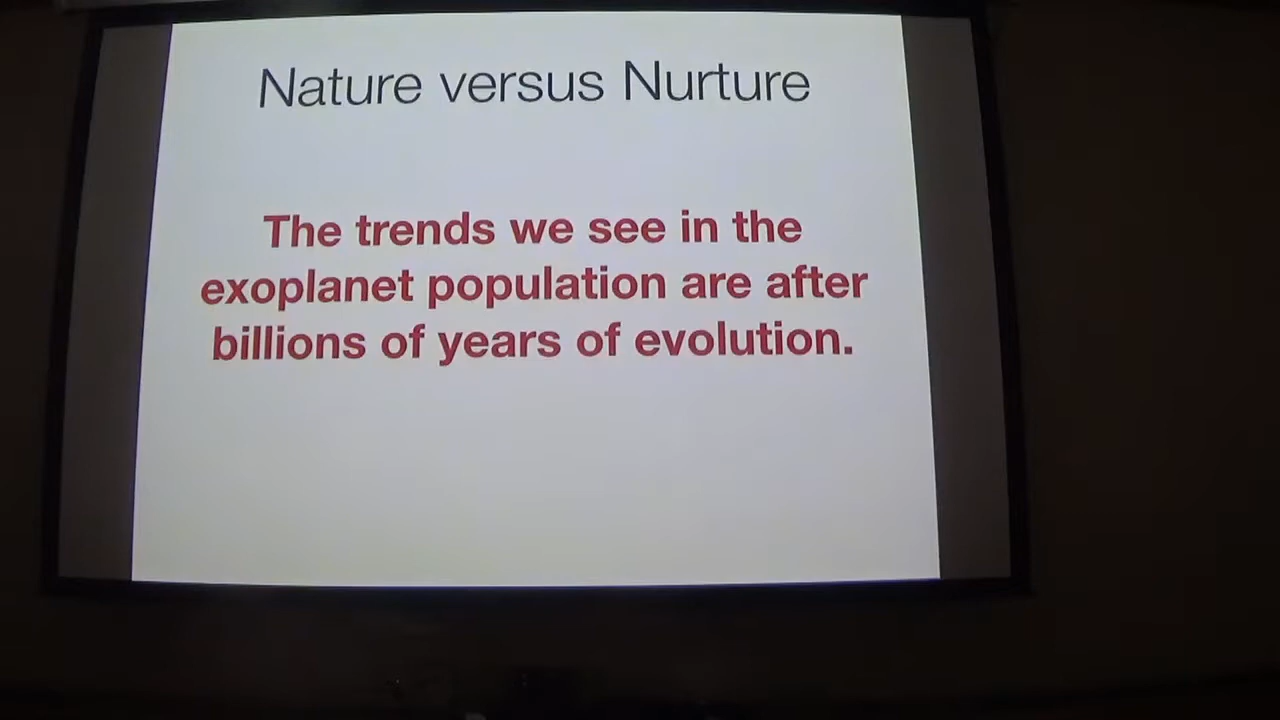 Nature versus Nurture
The trends we see in the
exoplanet population are after
billions of years of evolution.